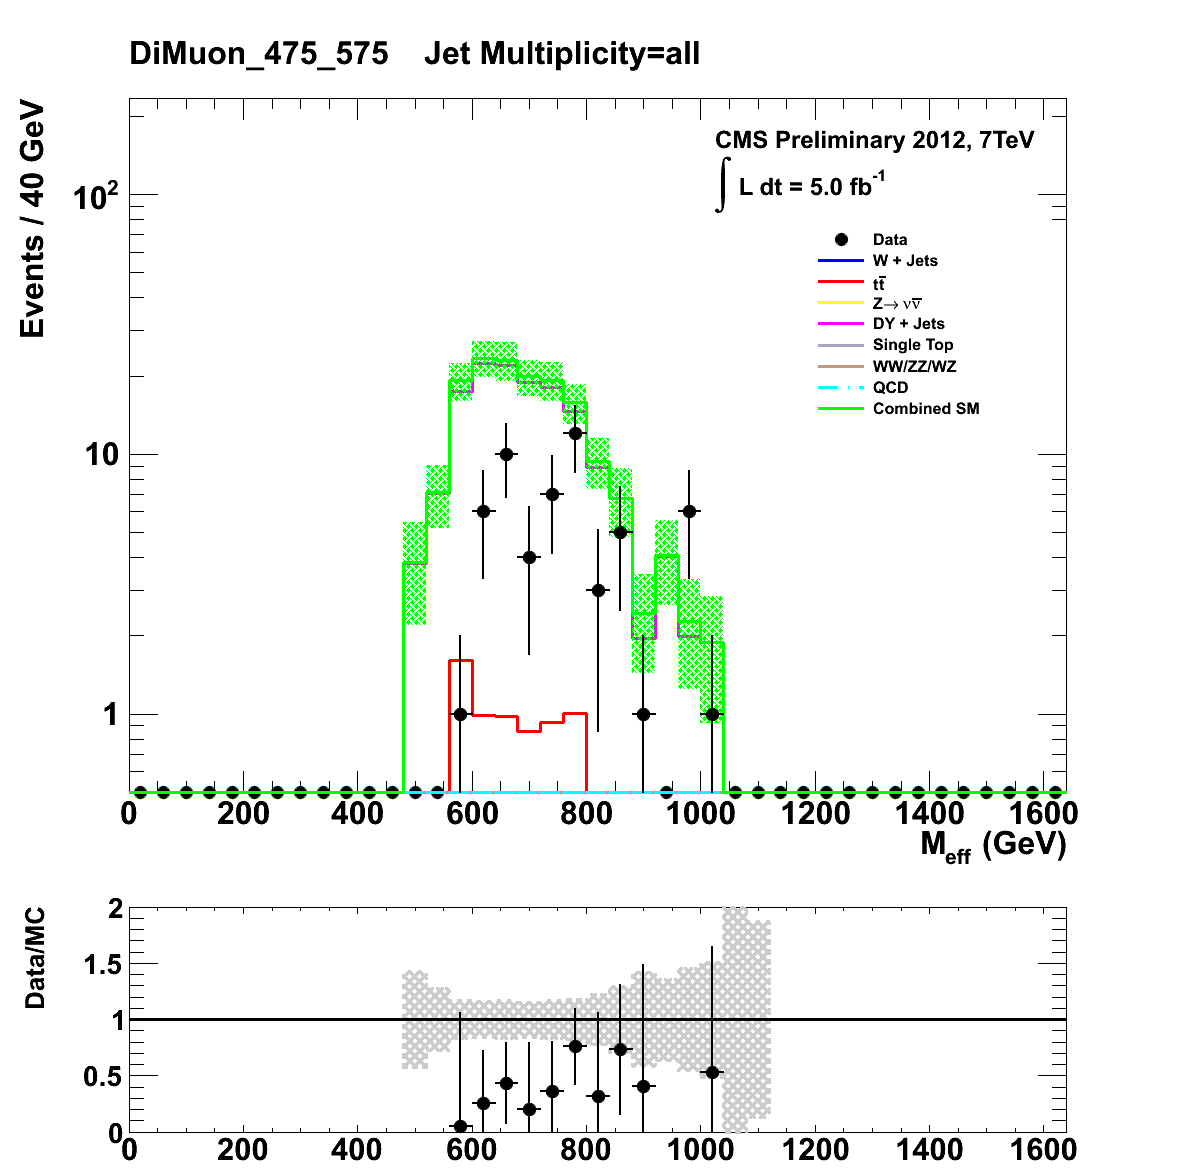 DiMuon_475_575 Jet Multiplicity=all
Events / 40 GeV
CMS Preliminary 2012, 7TeV
∫ L dt = 5.0 fb⁻¹
Data
W + Jets
tt̅
Z→ νν̅
DY + Jets
Single Top
WW/ZZ/WZ
QCD
Combined SM
10²
10
1
0 200 400 600 800 1000 1200 1400 1600
M_eff (GeV)
Data/MC
2
1.5
1
0.5
0
0 200 400 600 800 1000 1200 1400 1600